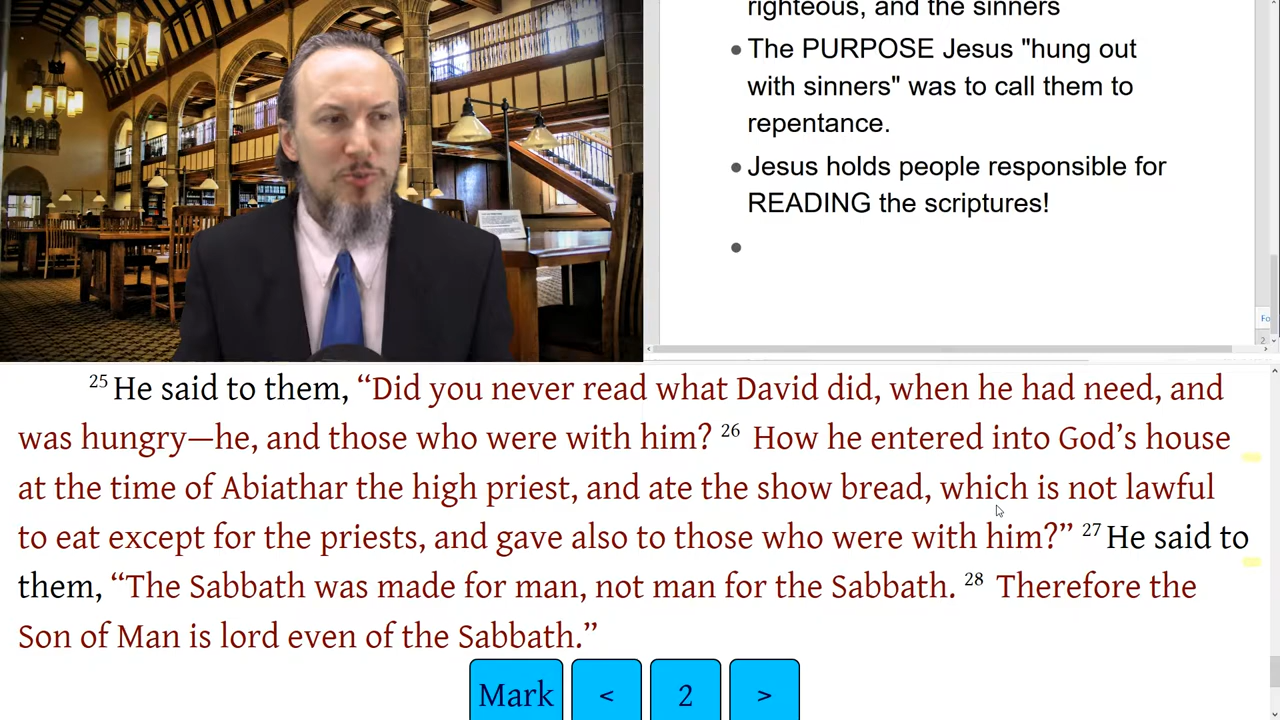 righteous, and the sinners
• The PURPOSE Jesus "hung out
with sinners" was to call them to
repentance.
• Jesus holds people responsible for
READING the scriptures!
•
Fo
2
25 He said to them, “Did you never read what David did, when he had need, and
was hungry—he, and those who were with him? 26 How he entered into God’s house
at the time of Abiathar the high priest, and ate the show bread, which is not lawful
to eat except for the priests, and gave also to those who were with him?” 27 He said to
them, “The Sabbath was made for man, not man for the Sabbath. 28 Therefore the
Son of Man is lord even of the Sabbath.”
Mark < 2 >